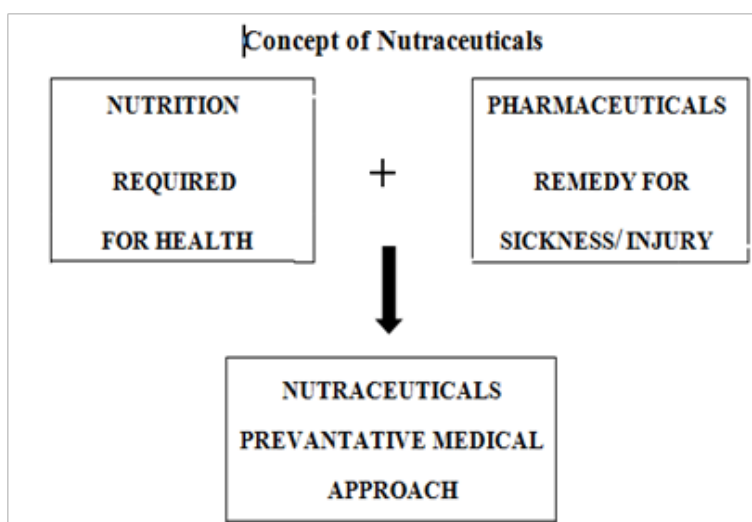 Concept of Nutraceuticals
NUTRITION
REQUIRED
FOR HEALTH
+
PHARMACEUTICALS
REMEDY FOR
SICKNESS/ INJURY
NUTRACEUTICALS
PREVANTATIVE MEDICAL
APPROACH